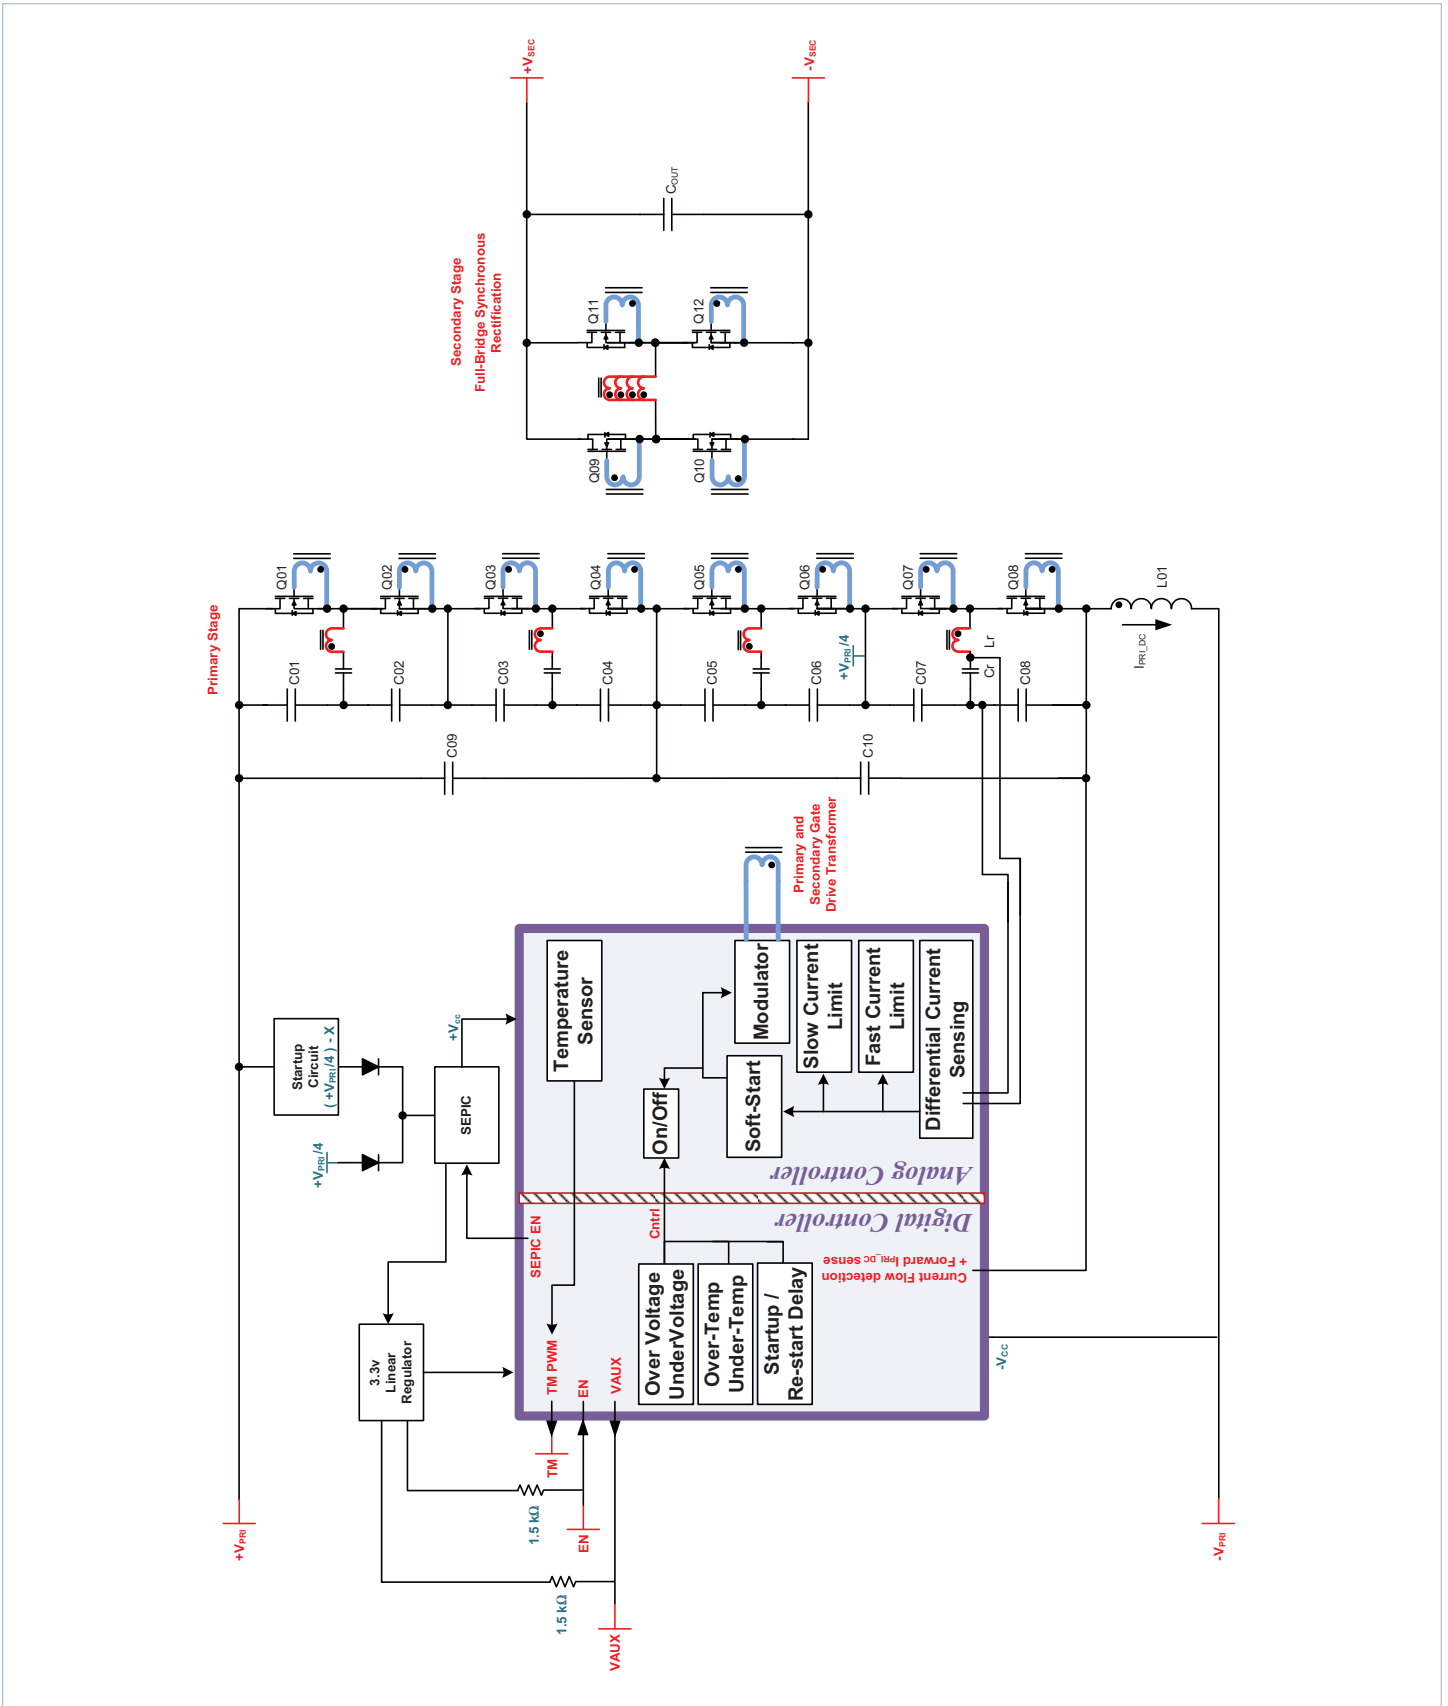 +VPRI
-VPRI
VAUX
1.5 kΩ
EN
1.5 kΩ
TM
3.3v
Linear
Regulator
TM PWM
EN
VAUX
SEPIC EN
Over Voltage
UnderVoltage
Over-Temp
Under-Temp
Startup /
Re-start Delay
Cntrl
Current Flow detection
+ Forward IPRI_DC sense
-VCC
Digital Controller
Analog Controller
+VPRI/4
Startup
Circuit
( +VPRI/4 ) - X
SEPIC
+Vcc
Temperature
Sensor
On/Off
Soft-Start
Modulator
Slow Current
Limit
Fast Current
Limit
Differential Current
Sensing
Primary and
Secondary Gate
Drive Transformer
Primary Stage
C09
C10
C01
C02
C03
C04
C05
C06
C07
C08
+VPRI/4
Cr
Lr
Q01
Q02
Q03
Q04
Q05
Q06
Q07
Q08
IPRI_DC
L01
Secondary Stage
Full-Bridge Synchronous
Rectification
Q09
Q10
Q11
Q12
COUT
+VSEC
-VSEC